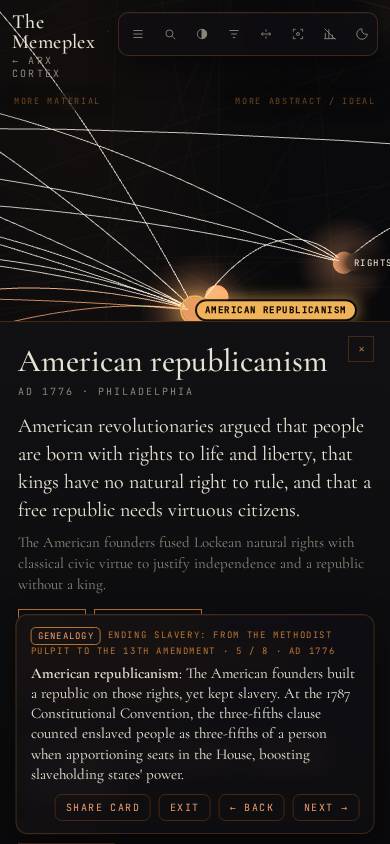 The
Memeplex
← ARX
CORTEX
MORE MATERIAL
MORE ABSTRACT / IDEAL
RIGHTS
AMERICAN REPUBLICANISM
American republicanism
×
AD 1776 · PHILADELPHIA
American revolutionaries argued that people
are born with rights to life and liberty, that
kings have no natural right to rule, and that a
free republic needs virtuous citizens.
The American founders fused Lockean natural rights with
classical civic virtue to justify independence and a republic
without a king.
GENEALOGY ENDING SLAVERY: FROM THE METHODIST
PULPIT TO THE 13TH AMENDMENT · 5 / 8 · AD 1776
American republicanism: The American founders built
a republic on those rights, yet kept slavery. At the 1787
Constitutional Convention, the three-fifths clause
counted enslaved people as three-fifths of a person
when apportioning seats in the House, boosting
slaveholding states' power.
SHARE CARD EXIT ← BACK NEXT →